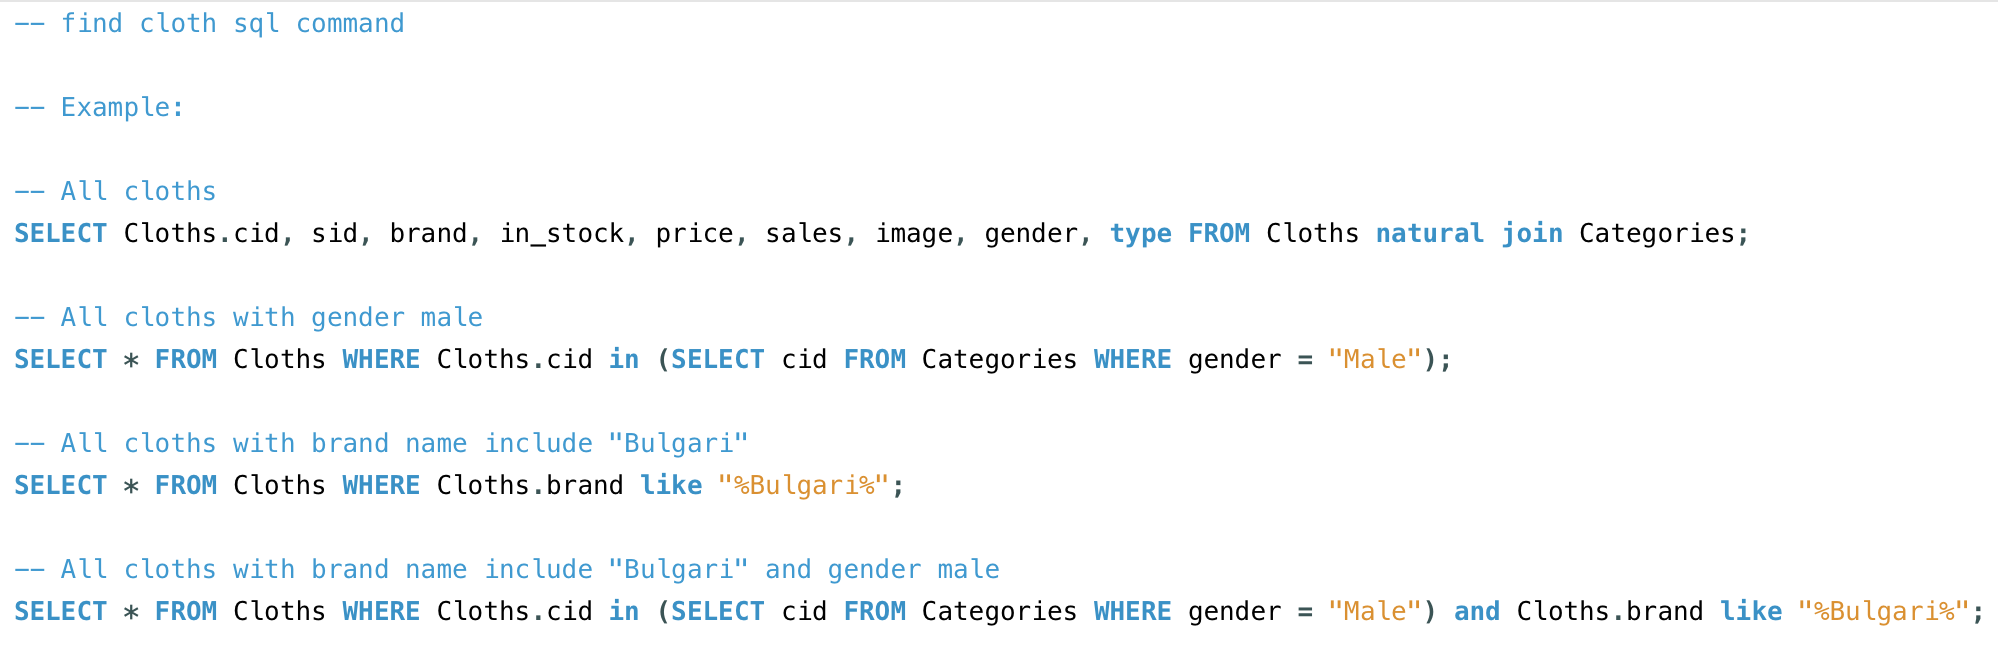 -- find cloth sql command
-- Example:
-- All cloths
SELECT Cloths.cid, sid, brand, in_stock, price, sales, image, gender, type FROM Cloths natural join Categories;
-- All cloths with gender male
SELECT * FROM Cloths WHERE Cloths.cid in (SELECT cid FROM Categories WHERE gender = "Male");
-- All cloths with brand name include "Bulgari"
SELECT * FROM Cloths WHERE Cloths.brand like "%Bulgari%";
-- All cloths with brand name include "Bulgari" and gender male
SELECT * FROM Cloths WHERE Cloths.cid in (SELECT cid FROM Categories WHERE gender = "Male") and Cloths.brand like "%Bulgari%";